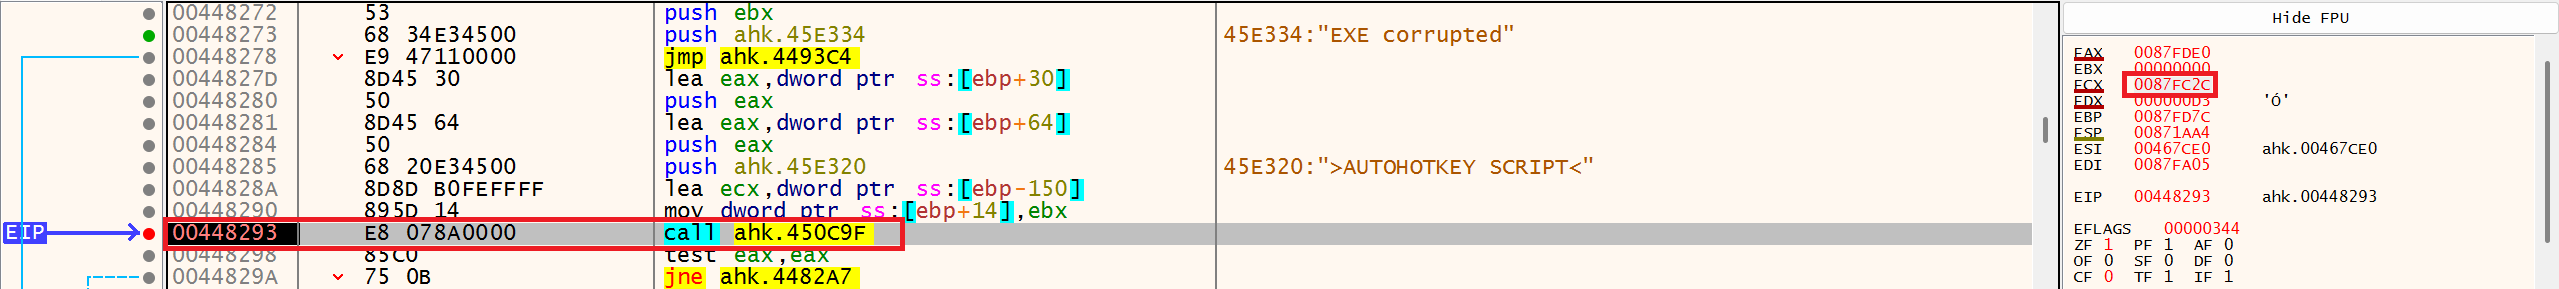 00448272 53 push ebx Hide FPU
00448273 68 34E34500 push ahk.45E334 45E334:"EXE corrupted"
00448278 E9 47110000 jmp ahk.4493C4 EAX 0087FDE0
0044827D 8D45 30 lea eax,dword ptr ss:[ebp+30] EBX 00000000
00448280 50 push eax ECX 0087FC2C
00448281 8D45 64 lea eax,dword ptr ss:[ebp+64] EDX 000000D3 'Ó'
00448284 50 push eax EBP 0087FD7C
00448285 68 20E34500 push ahk.45E320 45E320:">AUTOHOTKEY SCRIPT<" ESP 00871AA4
0044828A 8D8D B0FEFFFF lea ecx,dword ptr ss:[ebp-150] ESI 00467CE0 ahk.00467CE0
00448290 895D 14 mov dword ptr ss:[ebp+14],ebx EDI 0087FA05
EIP 00448293 E8 078A0000 call ahk.450C9F EIP 00448293 ahk.00448293
00448298 85C0 test eax,eax EFLAGS 00000344
0044829A 75 0B jne ahk.4482A7 ZF 1 PF 1 AF 0
OF 0 SF 0 DF 0
CF 0 TF 1 IF 1